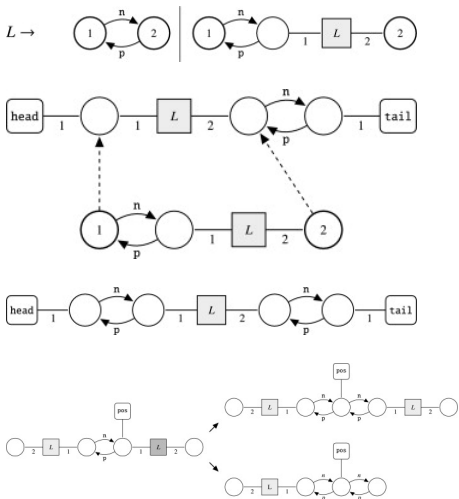 L → 1 n p 2 | 1 n p 1 L 2 2
head 1 1 L 2 n p 1 tail
1 n p 1 L 2 2
head 1 n p 1 L 2 n p 1 tail
pos
2 L 1 n p n p 1 L 2
pos
2 L 1 n p 1 L 2
pos
2 L 1 n p n p